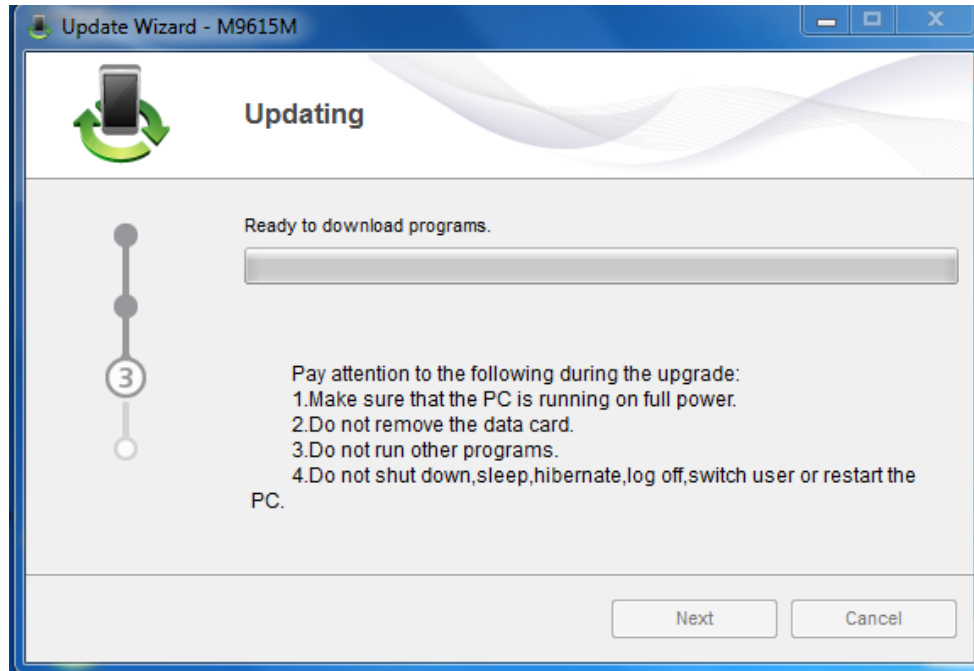 Update Wizard - M9615M
Updating
Ready to download programs.
3
Pay attention to the following during the upgrade:
1.Make sure that the PC is running on full power.
2.Do not remove the data card.
3.Do not run other programs.
4.Do not shut down,sleep,hibernate,log off,switch user or restart the
PC.
Next
Cancel